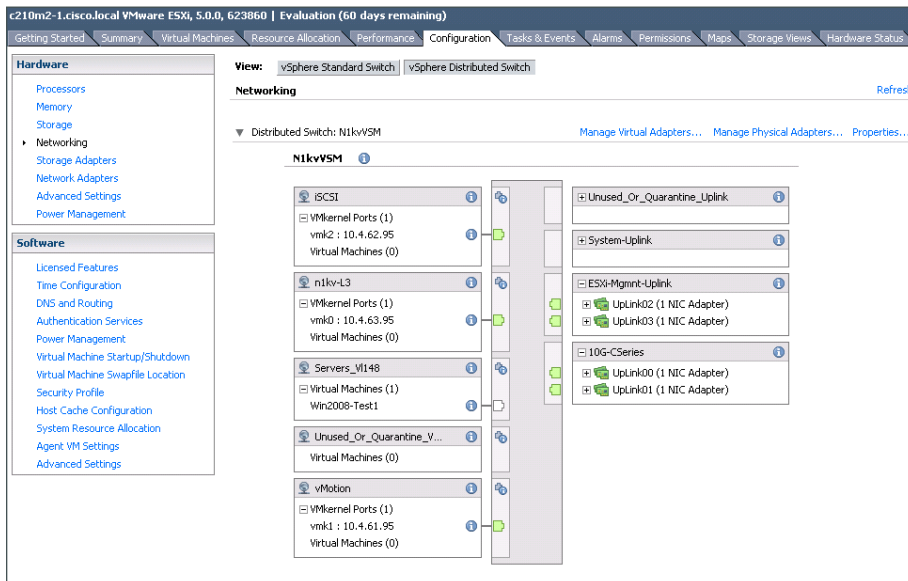 c210m2-1.cisco.local VMware ESXi, 5.0.0, 623860 | Evaluation (60 days remaining)
Getting Started Summary Virtual Machines Resource Allocation Performance Configuration Tasks & Events Alarms Permissions Maps Storage Views Hardware Status
Hardware
Processors
Memory
Storage
Networking
Storage Adapters
Network Adapters
Advanced Settings
Power Management
Software
Licensed Features
Time Configuration
DNS and Routing
Authentication Services
Power Management
Virtual Machine Startup/Shutdown
Virtual Machine Swapfile Location
Security Profile
Host Cache Configuration
System Resource Allocation
Agent VM Settings
Advanced Settings
View: vSphere Standard Switch vSphere Distributed Switch
Networking Refres
Distributed Switch: N1kvVSM Manage Virtual Adapters... Manage Physical Adapters... Properties...
N1kvVSM
iSCSI
VMkernel Ports (1)
vmk2 : 10.4.62.95
Virtual Machines (0)
n1kv-L3
VMkernel Ports (1)
vmk0 : 10.4.63.95
Virtual Machines (0)
Servers_Vl148
Virtual Machines (1)
Win2008-Test1
Unused_Or_Quarantine_V...
Virtual Machines (0)
vMotion
VMkernel Ports (1)
vmk1 : 10.4.61.95
Virtual Machines (0)
Unused_Or_Quarantine_Uplink
System-Uplink
ESXi-Mgmnt-Uplink
UpLink02 (1 NIC Adapter)
UpLink03 (1 NIC Adapter)
10G-CSeries
UpLink00 (1 NIC Adapter)
UpLink01 (1 NIC Adapter)